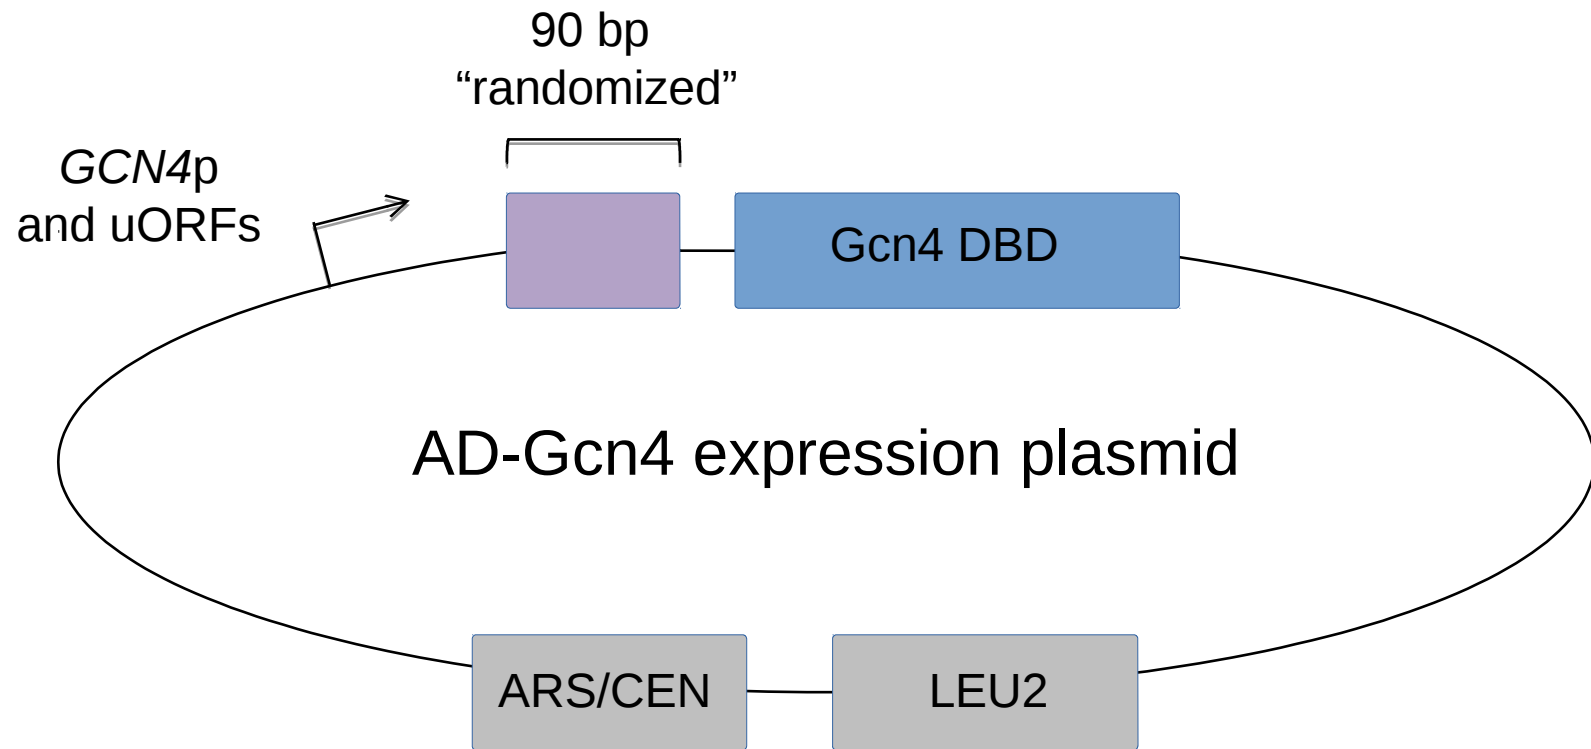 90 bp
“randomized”
GCN4p
and uORFs
Gcn4 DBD
AD-Gcn4 expression plasmid
ARS/CEN
LEU2